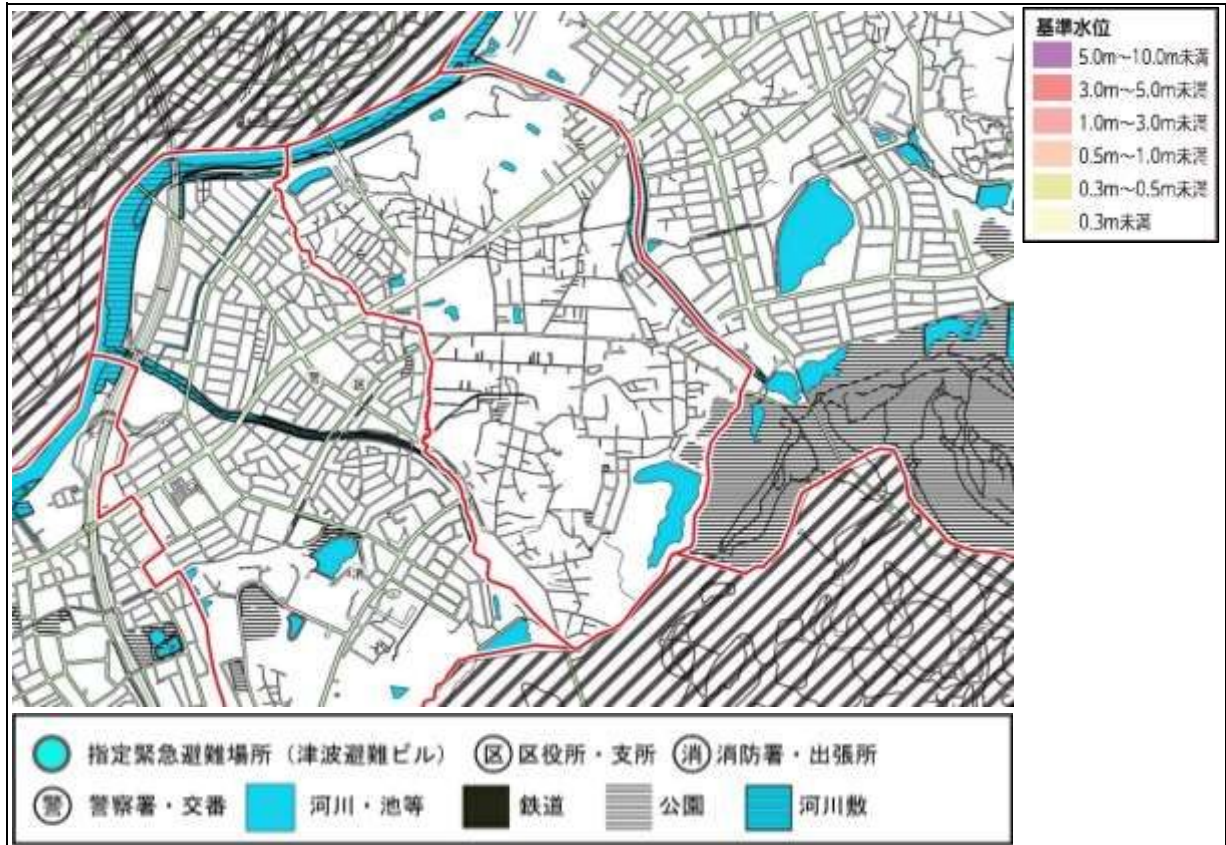 基準水位
5.0m～10.0m未満
3.0m～5.0m未満
1.0m～3.0m未満
0.5m～1.0m未満
0.3m～0.5m未満
0.3m未満
警 区
消
指定緊急避難場所（津波避難ビル） 区 区役所・支所 消 消防署・出張所
警 警察署・交番 河川・池等 鉄道 公園 河川敷